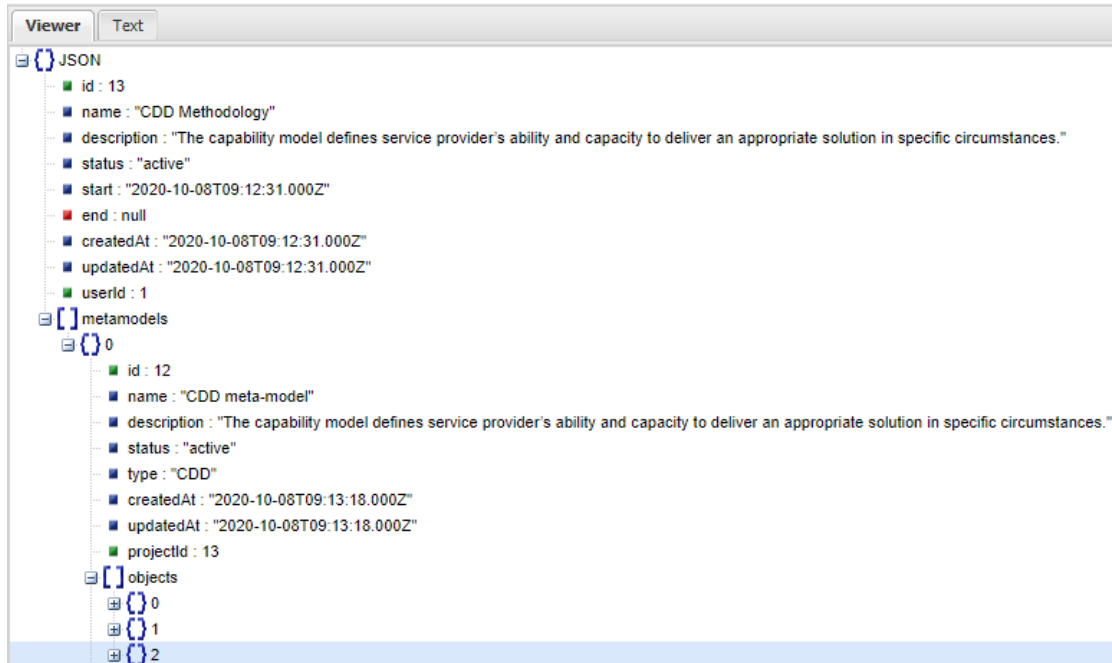 Viewer Text
JSON
id : 13
name : "CDD Methodology"
description : "The capability model defines service provider’s ability and capacity to deliver an appropriate solution in specific circumstances."
status : "active"
start : "2020-10-08T09:12:31.000Z"
end : null
createdAt : "2020-10-08T09:12:31.000Z"
updatedAt : "2020-10-08T09:12:31.000Z"
userId : 1
metamodels
0
id : 12
name : "CDD meta-model"
description : "The capability model defines service provider’s ability and capacity to deliver an appropriate solution in specific circumstances."
status : "active"
type : "CDD"
createdAt : "2020-10-08T09:13:18.000Z"
updatedAt : "2020-10-08T09:13:18.000Z"
projectId : 13
objects
0
1
2